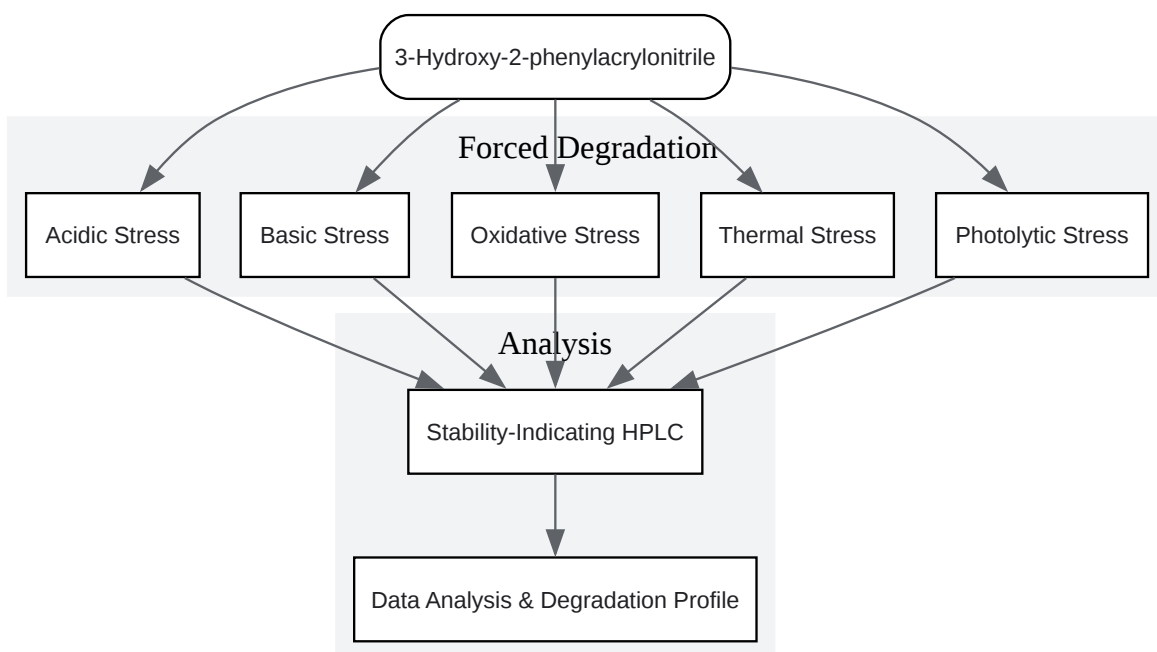 3-Hydroxy-2-phenylacrylonitrile
Forced Degradation
Acidic Stress
Basic Stress
Oxidative Stress
Thermal Stress
Photolytic Stress
Analysis
Stability-Indicating HPLC
Data Analysis & Degradation Profile